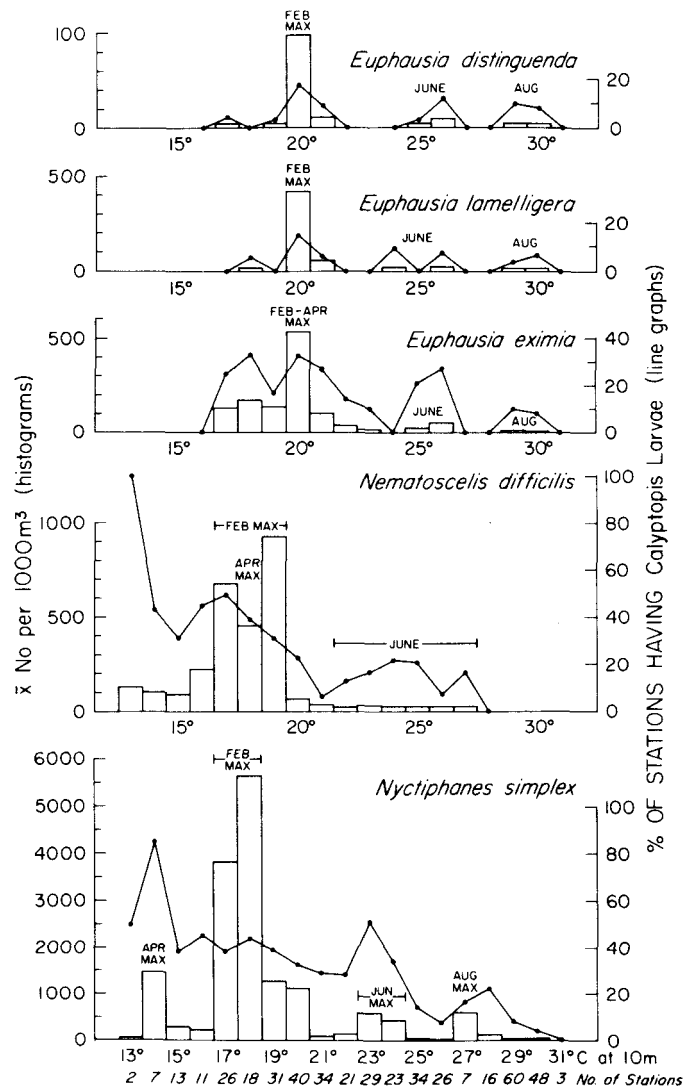 FEB
MAX
100
Euphausia distinguenda
20
JUNE
AUG
0
0
15°
20°
25°
30°
FEB
MAX
500
Euphausia lamelligera
20
JUNE
AUG
0
0
15°
20°
25°
30°
FEB-APR
MAX
500
Euphausia eximia
40
20
JUNE
AUG
0
0
15°
20°
25°
30°
Nematoscelis difficilis
100
1000
FEB MAX
80
APR
MAX
60
500
40
JUNE
20
0
0
15°
20°
25°
30°
6000
FEB
MAX
Nyctiphanes simplex
5000
100
4000
80
3000
60
2000
APR
MAX
40
1000
JUN
MAX
AUG
MAX
20
0
0
13° 15° 17° 19° 21° 23° 25° 27° 29° 31°C at 10m
2 7 13 11 26 18 31 40 34 21 29 23 34 26 7 16 60 48 3 No. of Stations
x̄ No per 1000m³ (histograms)
% OF STATIONS HAVING Calyptopis Larvae (line graphs)